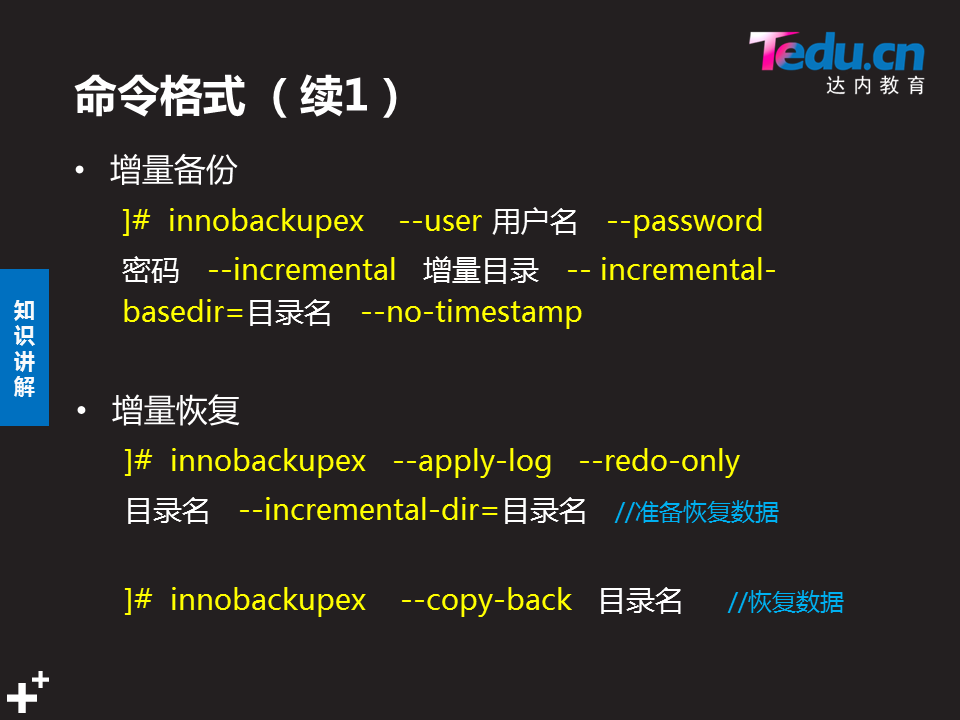 Tedu.cn
达内教育
命令格式（续1）
• 增量备份
]# innobackupex --user 用户名 --password
密码 --incremental 增量目录 -- incremental-
basedir=目录名 --no-timestamp
知识讲解
• 增量恢复
]# innobackupex --apply-log --redo-only
目录名 --incremental-dir=目录名 //准备恢复数据
]# innobackupex --copy-back 目录名 //恢复数据